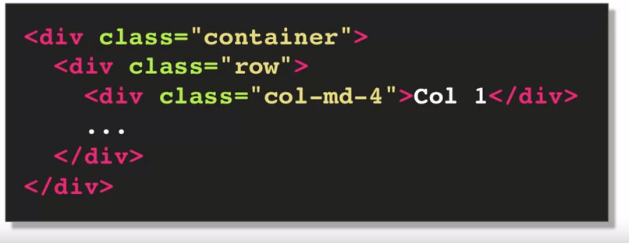 <div class="container">
<div class="row">
<div class="col-md-4">Col 1</div>
...
</div>
</div>